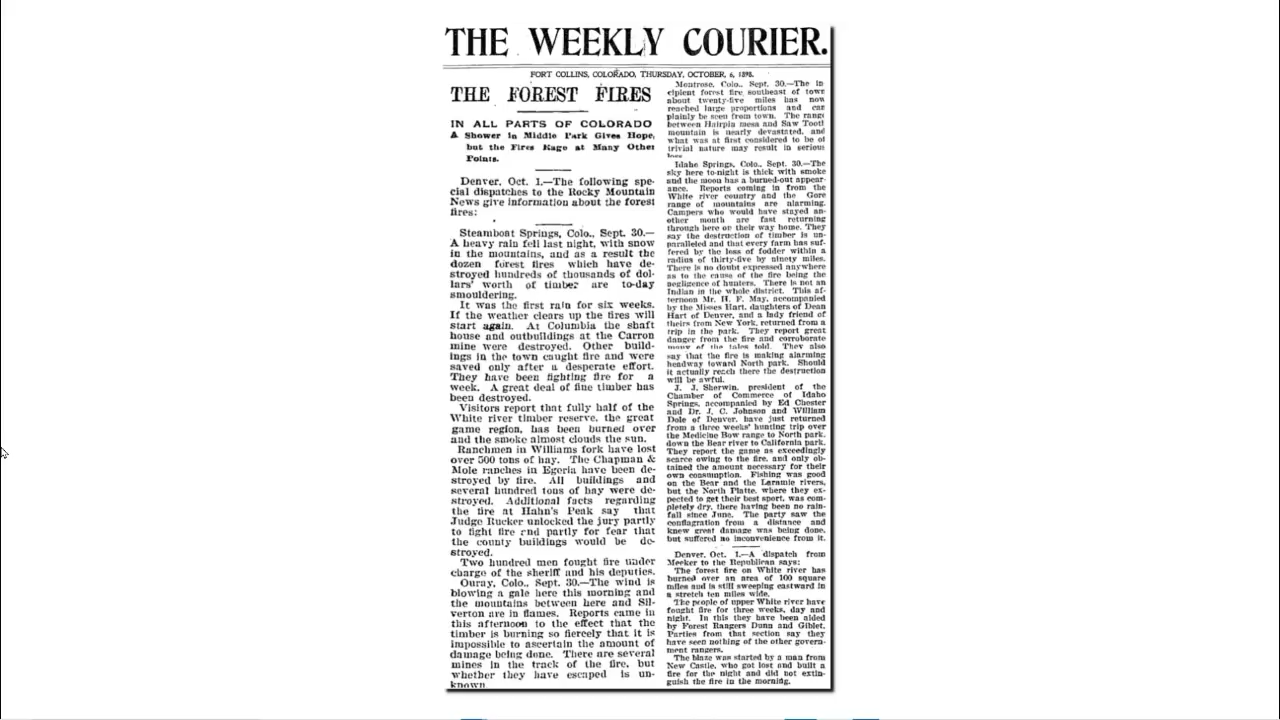 THE WEEKLY COURIER.
FORT COLLINS, COLORADO, THURSDAY, OCTOBER, 6, 1898.
THE FOREST FIRES
IN ALL PARTS OF COLORADO
A Shower in Middle Park Gives Hope,
but the Fires Rage at Many Other
Points.
Denver, Oct. 1.—The following spe-
cial dispatches to the Rocky Mountain
News give information about the forest
fires:
Steamboat Springs, Colo., Sept. 30.—
A heavy rain fell last night, with snow
in the mountains, and as a result the
dozen forest fires which have de-
stroyed hundreds of thousands of dol-
lars' worth of timber are to-day
smouldering.
It was the first rain for six weeks.
If the weather clears up the fires will
start again. At Columbia the shaft
house and outbuildings at the Carron
mine were destroyed. Other build-
ings in the town caught fire and were
saved only after a desperate effort.
They have been fighting fire for a
week. A great deal of fine timber has
been destroyed.
Visitors report that fully half of the
White river timber reserve, the great
game region, has been burned over
and the smoke almost clouds the sun.
Ranchmen in Williams fork have lost
over 500 tons of hay. The Chapman &
Mole ranches in Egeria have been de-
stroyed by fire. All buildings and
several hundred tons of hay were de-
stroyed. Additional facts regarding
the fire at Hahn's Peak say that
Judge Rucker unlocked the jury partly
to fight fire and partly for fear that
the county buildings would be de-
stroyed.
Two hundred men fought fire under
charge of the sheriff and his deputies.
Ouray, Colo., Sept. 30.—The wind is
blowing a gale here this morning and
the mountains between here and Sil-
verton are in flames. Reports came in
this afternoon to the effect that the
timber is burning so fiercely that it is
impossible to ascertain the amount of
damage being done. There are several
mines in the track of the fire, but
whether they have escaped is un-
known
Montrose, Colo., Sept. 30.—The in
cipient forest fire, southeast of town
about twenty-five miles has now
reached large proportions and can
plainly be seen from town. The range
between Hairpin mesa and Saw Tooth
mountain is nearly devastated, and
what was at first considered to be of
trivial nature may result in serious
loss
Idaho Springs, Colo., Sept. 30.—The
sky here to-night is thick with smoke
and the moon has a burned-out appear-
ance. Reports coming in from the
White river country and the Gore
range of mountains are alarming.
Campers who would have stayed an-
other month are fast returning
through here on their way home. They
say the destruction of timber is un-
paralleled and that every farm has suf-
fered by the loss of fodder within a
radius of thirty-five by ninety miles.
There is no doubt expressed anywhere
as to the cause of the fire being the
negligence of hunters. There is not an
Indian in the whole district. This af-
ternoon Mr. H. F. May, accompanied
by the Misses Hart, daughters of Dean
Hart of Denver, and a lady friend of
theirs from New York, returned from a
trip in the park. They report great
danger from the fire and corroborate
many of the tales told. They also
say that the fire is making alarming
headway toward North park. Should
it actually reach there the destruction
will be awful.
J. J. Sherwin, president of the
Chamber of Commerce of Idaho
Springs, accompanied by Ed Chester
and Dr. J. C. Johnson and William
Dole of Denver, have just returned
from a three weeks' hunting trip over
the Medicine Bow range to North park,
down the Bear river to California park.
They report the game as exceedingly
scarce owing to the fire, and only ob-
tained the amount necessary for their
own consumption. Fishing was good
on the Bear and the Laramie rivers,
but the North Platte, where they ex-
pected to get their best sport, was com-
pletely dry, there having been no rain-
fall since June. The party saw the
conflagration from a distance and
knew great damage was being done,
but suffered no inconvenience from it.
Denver, Oct. 1.—A dispatch from
Meeker to the Republican says:
The forest fire on White river has
burned over an area of 100 square
miles and is still sweeping eastward in
a stretch ten miles wide.
The people of upper White river have
fought fire for three weeks, day and
night. In this they have been aided
by Forest Rangers Dunn and Giblet.
Parties from that section say they
have seen nothing of the other govern-
ment rangers.
The blaze was started by a man from
New Castle, who got lost and built a
fire for the night and did not extin-
guish the fire in the morning.